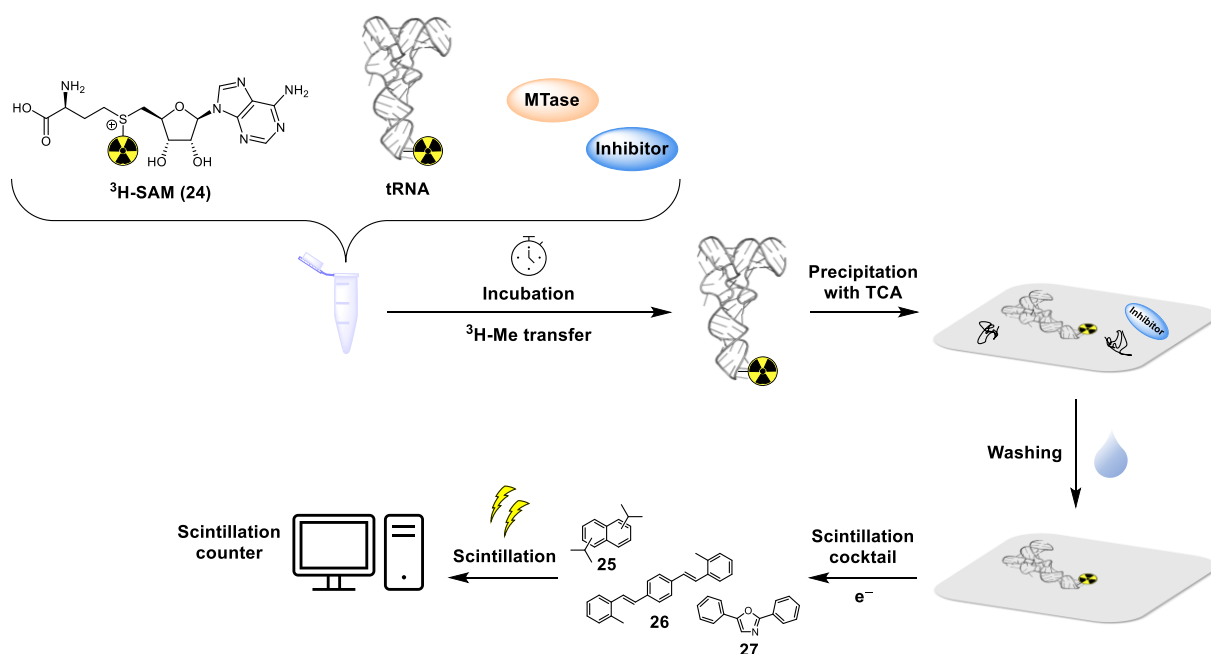 NH₂
HO
O
S
⊕
O
OH OH
N
N
N
N
NH₂
³H-SAM (24)
tRNA
MTase
Inhibitor
Incubation
³H-Me transfer
Precipitation
with TCA
Inhibitor
Washing
Scintillation
cocktail
e⁻
O
N
25
26
27
Scintillation
Scintillation
counter